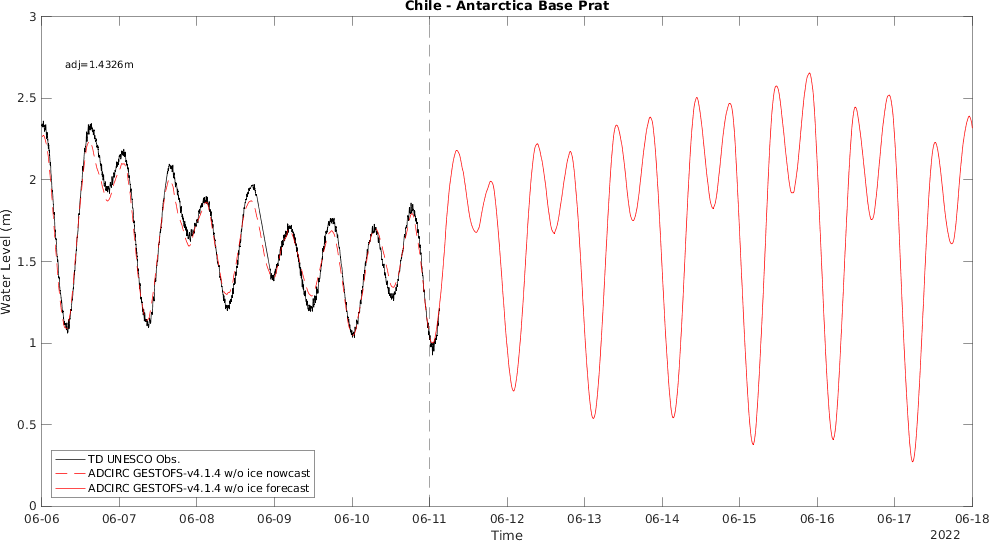 Chile - Antarctica Base Prat
adj=1.4326m
3
2.5
2
1.5
1
0.5
0
Water Level (m)
TD UNESCO Obs.
ADCIRC GESTOFS-v4.1.4 w/o ice nowcast
ADCIRC GESTOFS-v4.1.4 w/o ice forecast
06-06 06-07 06-08 06-09 06-10 06-11 06-12 06-13 06-14 06-15 06-16 06-17 06-18
Time
2022